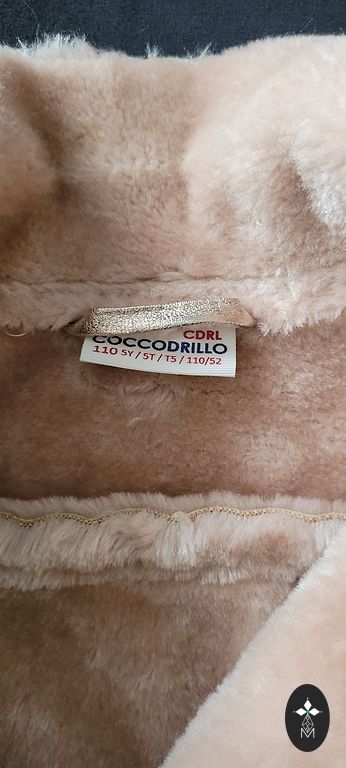 CDRL
COCCODRILLO
110 5Y / 5T / T5 / 110/52
M